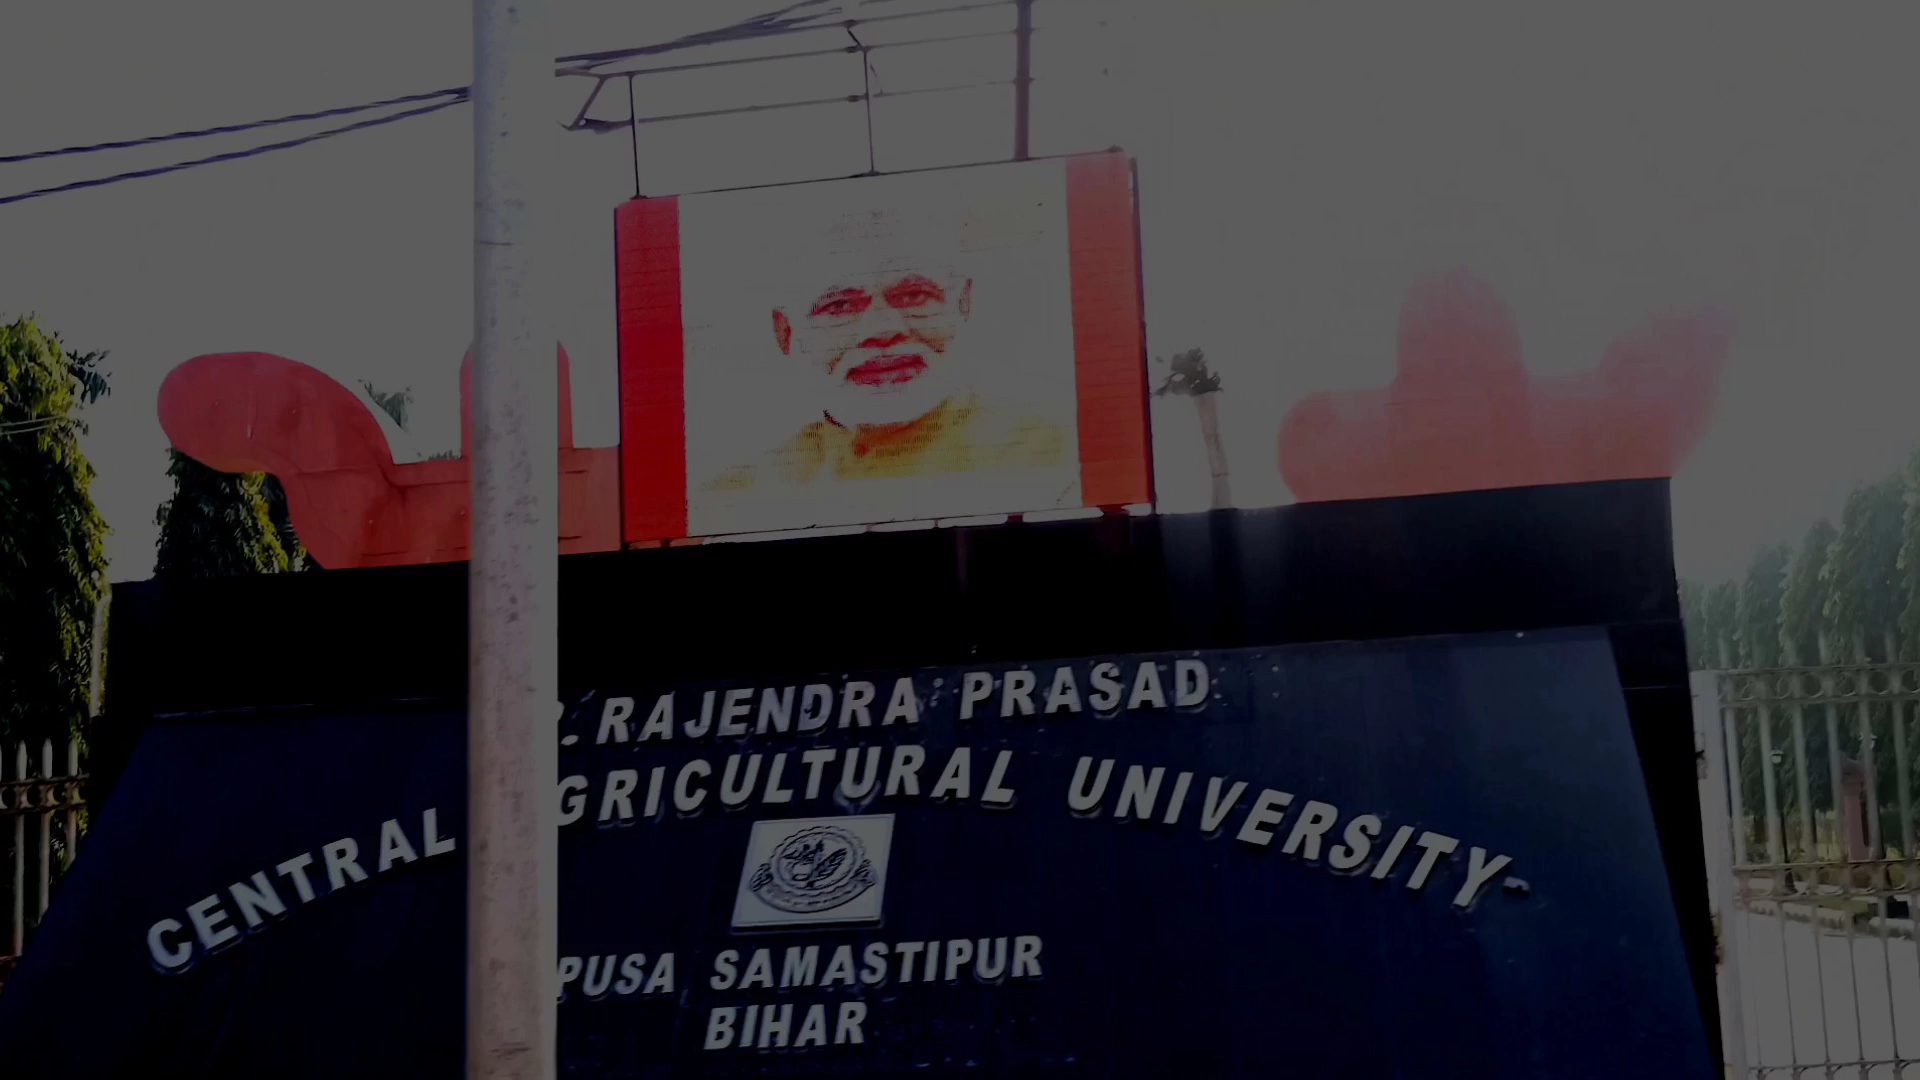 . RAJENDRA PRASAD
CENTRAL GRICULTURAL UNIVERSITY
PUSA SAMASTIPUR
BIHAR